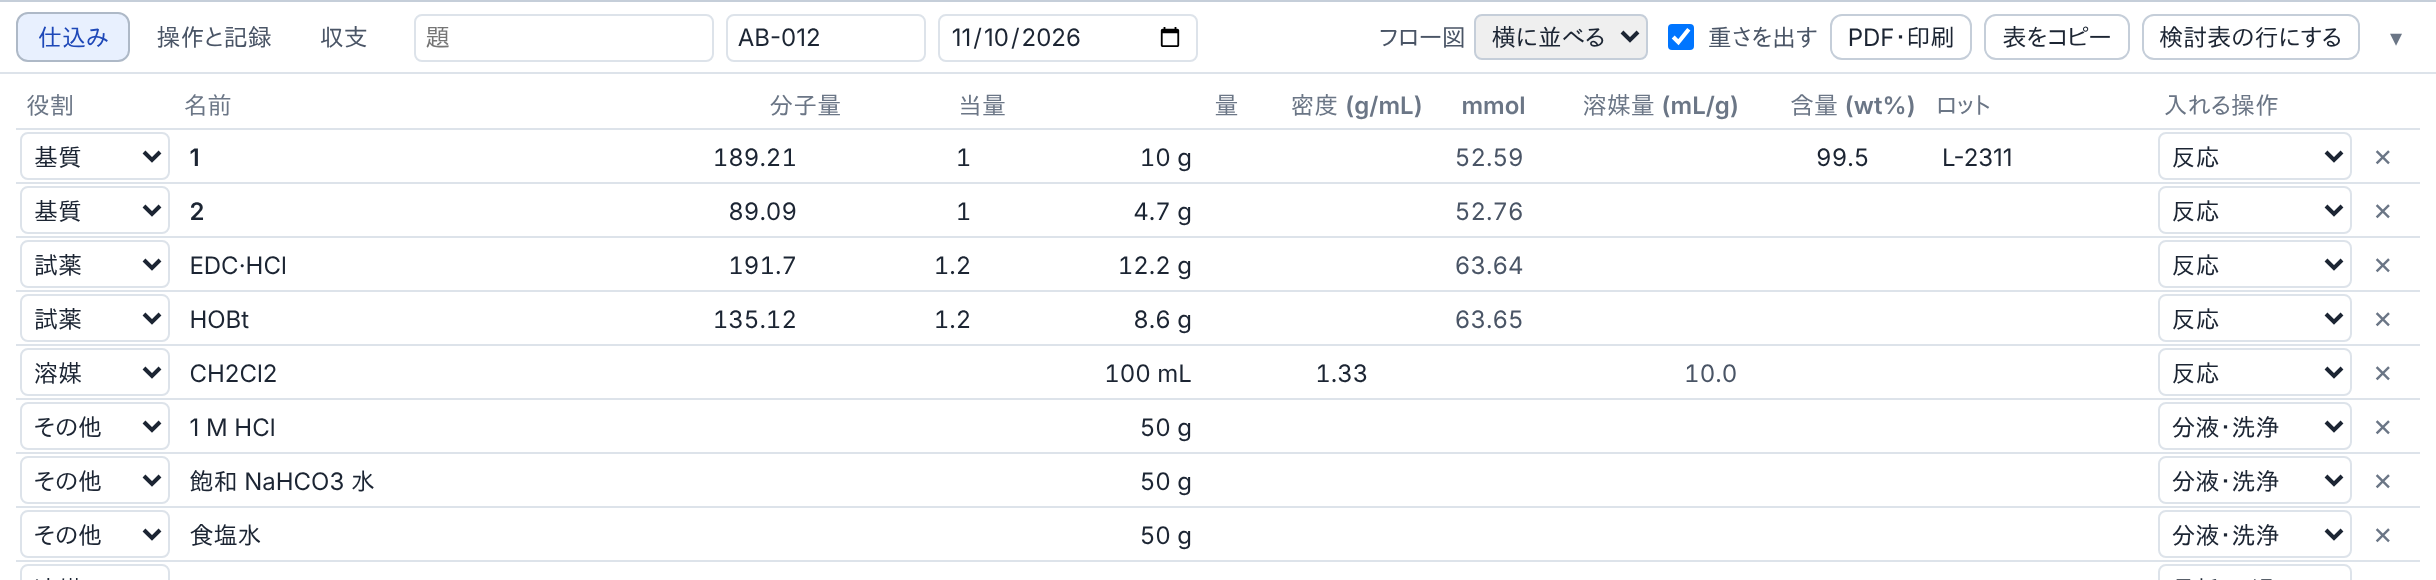 仕込み 操作と記録 収支 題 AB-012 11/10/2026 フロー図 横に並べる 重さを出す PDF・印刷 表をコピー 検討表の行にする ▼
役割 名前 分子量 当量 量 密度 (g/mL) mmol 溶媒量 (mL/g) 含量 (wt%) ロット 入れる操作
基質 1 189.21 1 10 g 52.59 99.5 L-2311 反応 ×
基質 2 89.09 1 4.7 g 52.76 反応 ×
試薬 EDC·HCl 191.7 1.2 12.2 g 63.64 反応 ×
試薬 HOBt 135.12 1.2 8.6 g 63.65 反応 ×
溶媒 CH2Cl2 100 mL 1.33 10.0 反応 ×
その他 1 M HCl 50 g 分液・洗浄 ×
その他 飽和 NaHCO3 水 50 g 分液・洗浄 ×
その他 食塩水 50 g 分液・洗浄 ×